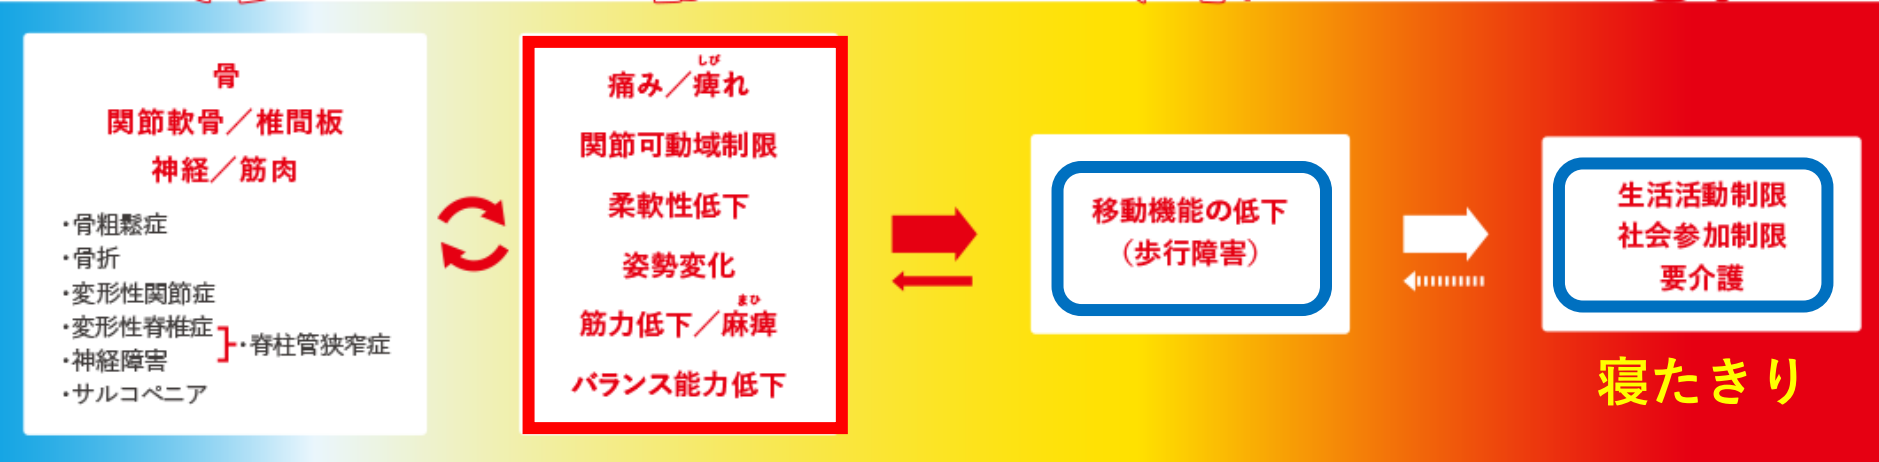 骨
関節軟骨／椎間板
神経／筋肉
・骨粗鬆症
・骨折
・変形性関節症
・変形性脊椎症
・神経障害
・脊柱管狭窄症
・サルコペニア
しび
痛み／痺れ
関節可動域制限
柔軟性低下
姿勢変化
まひ
筋力低下／麻痺
バランス能力低下
移動機能の低下
（歩行障害）
生活活動制限
社会参加制限
要介護
寝たきり